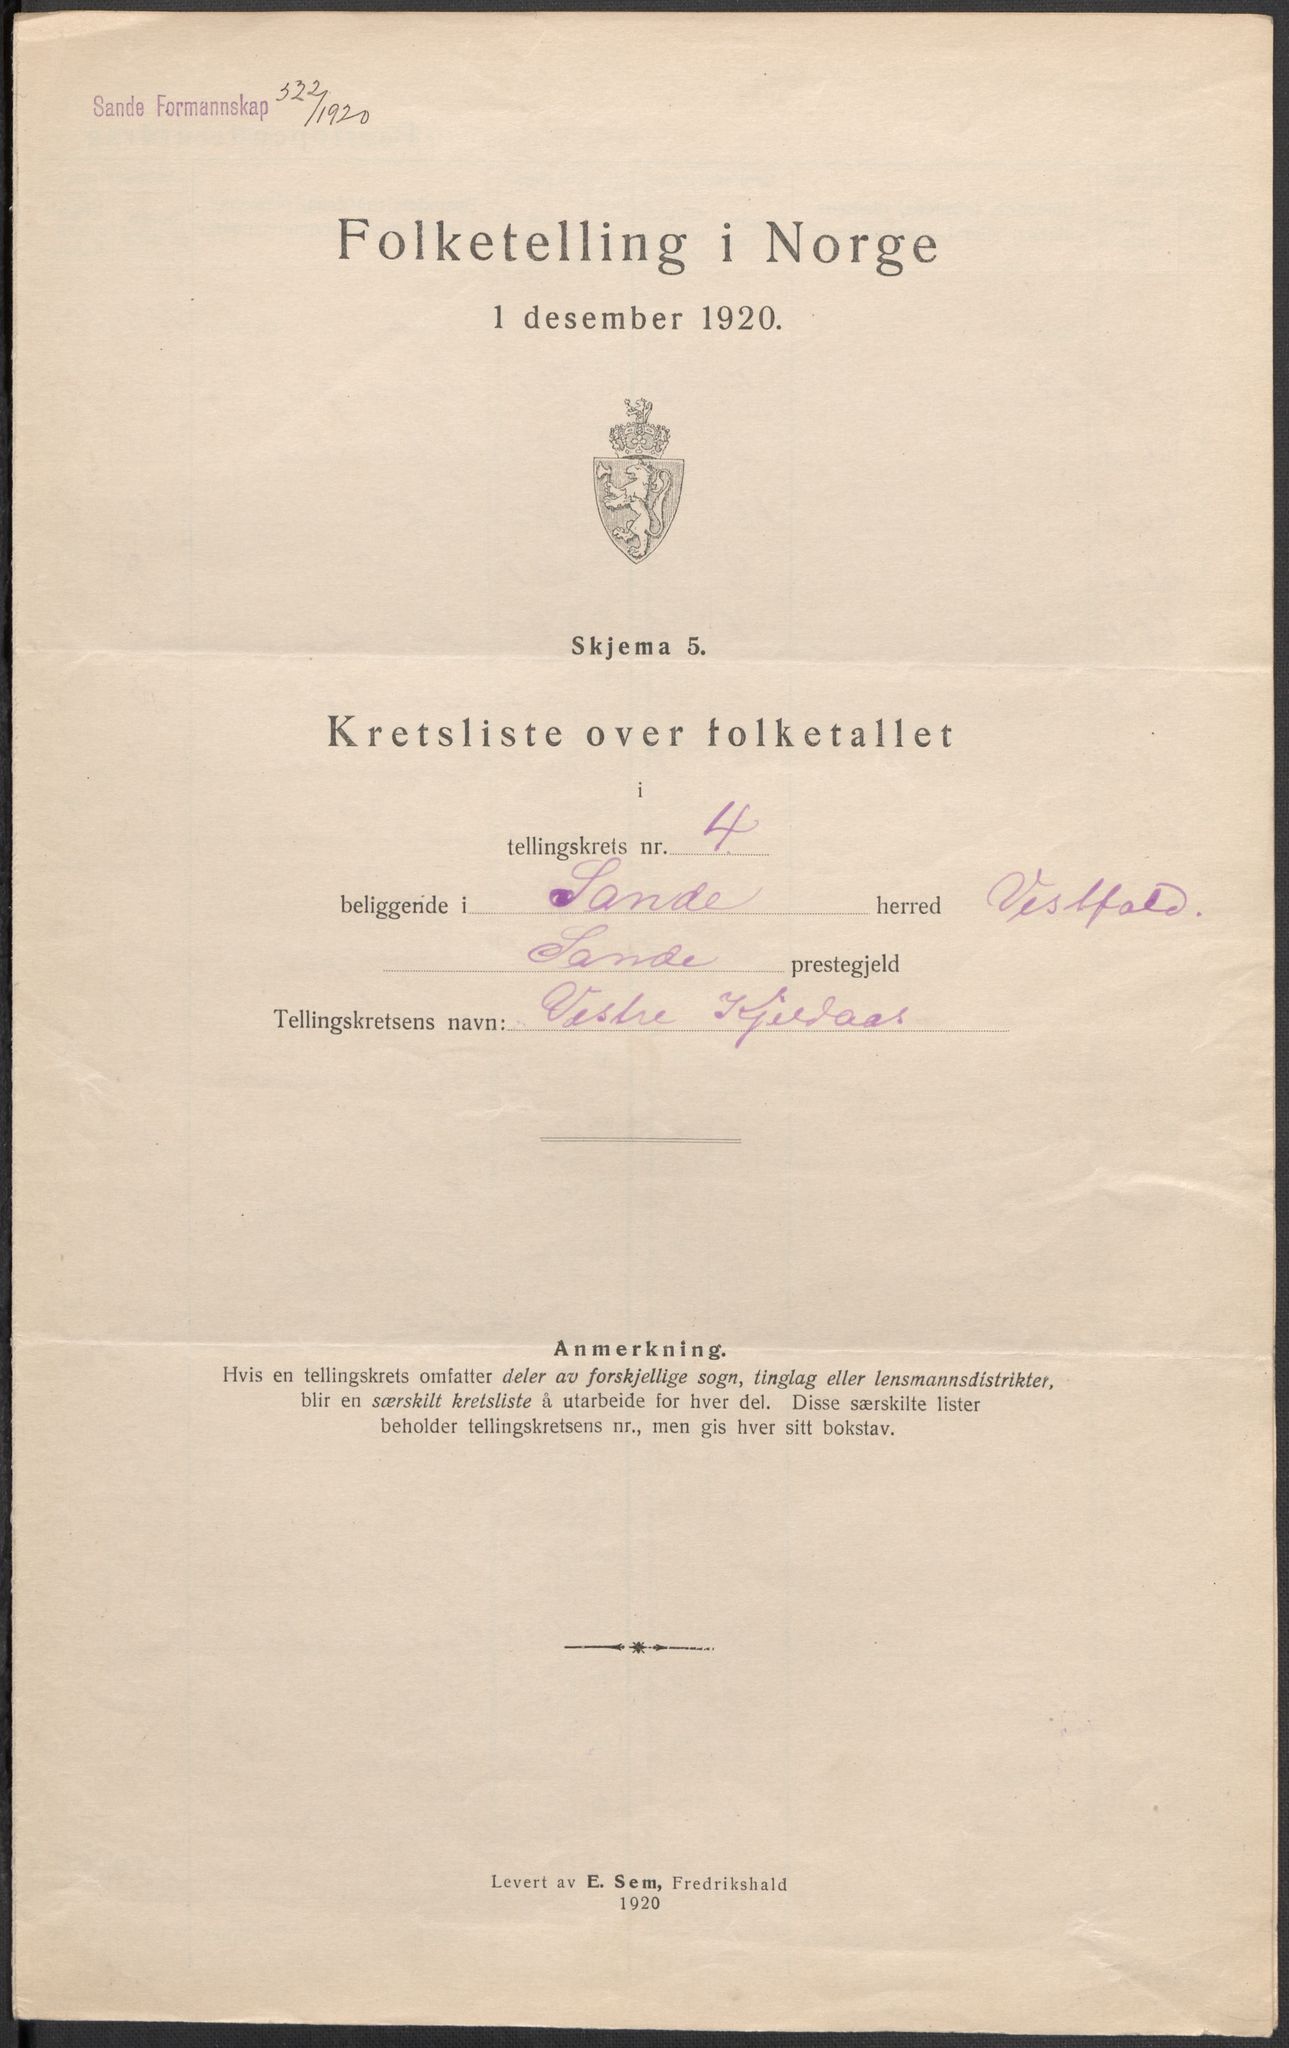 Sande Formannskap 322/1920
Folketelling i Norge
1 desember 1920.
Skjema 5.
Kretsliste over folketallet
i
tellingskrets nr. 4
beliggende i Sande herred Vestfold.
Sande prestegjeld
Tellingskretsens navn: Vestre Kjeldaas
Anmerkning.
Hvis en tellingskrets omfatter deler av forskjellige sogn, tinglag eller lensmannsdistrikter,
blir en særskilt kretsliste å utarbeide for hver del. Disse særskilte lister
beholder tellingskretsens nr., men gis hver sitt bokstav.
Levert av E. Sem, Fredrikshald
1920